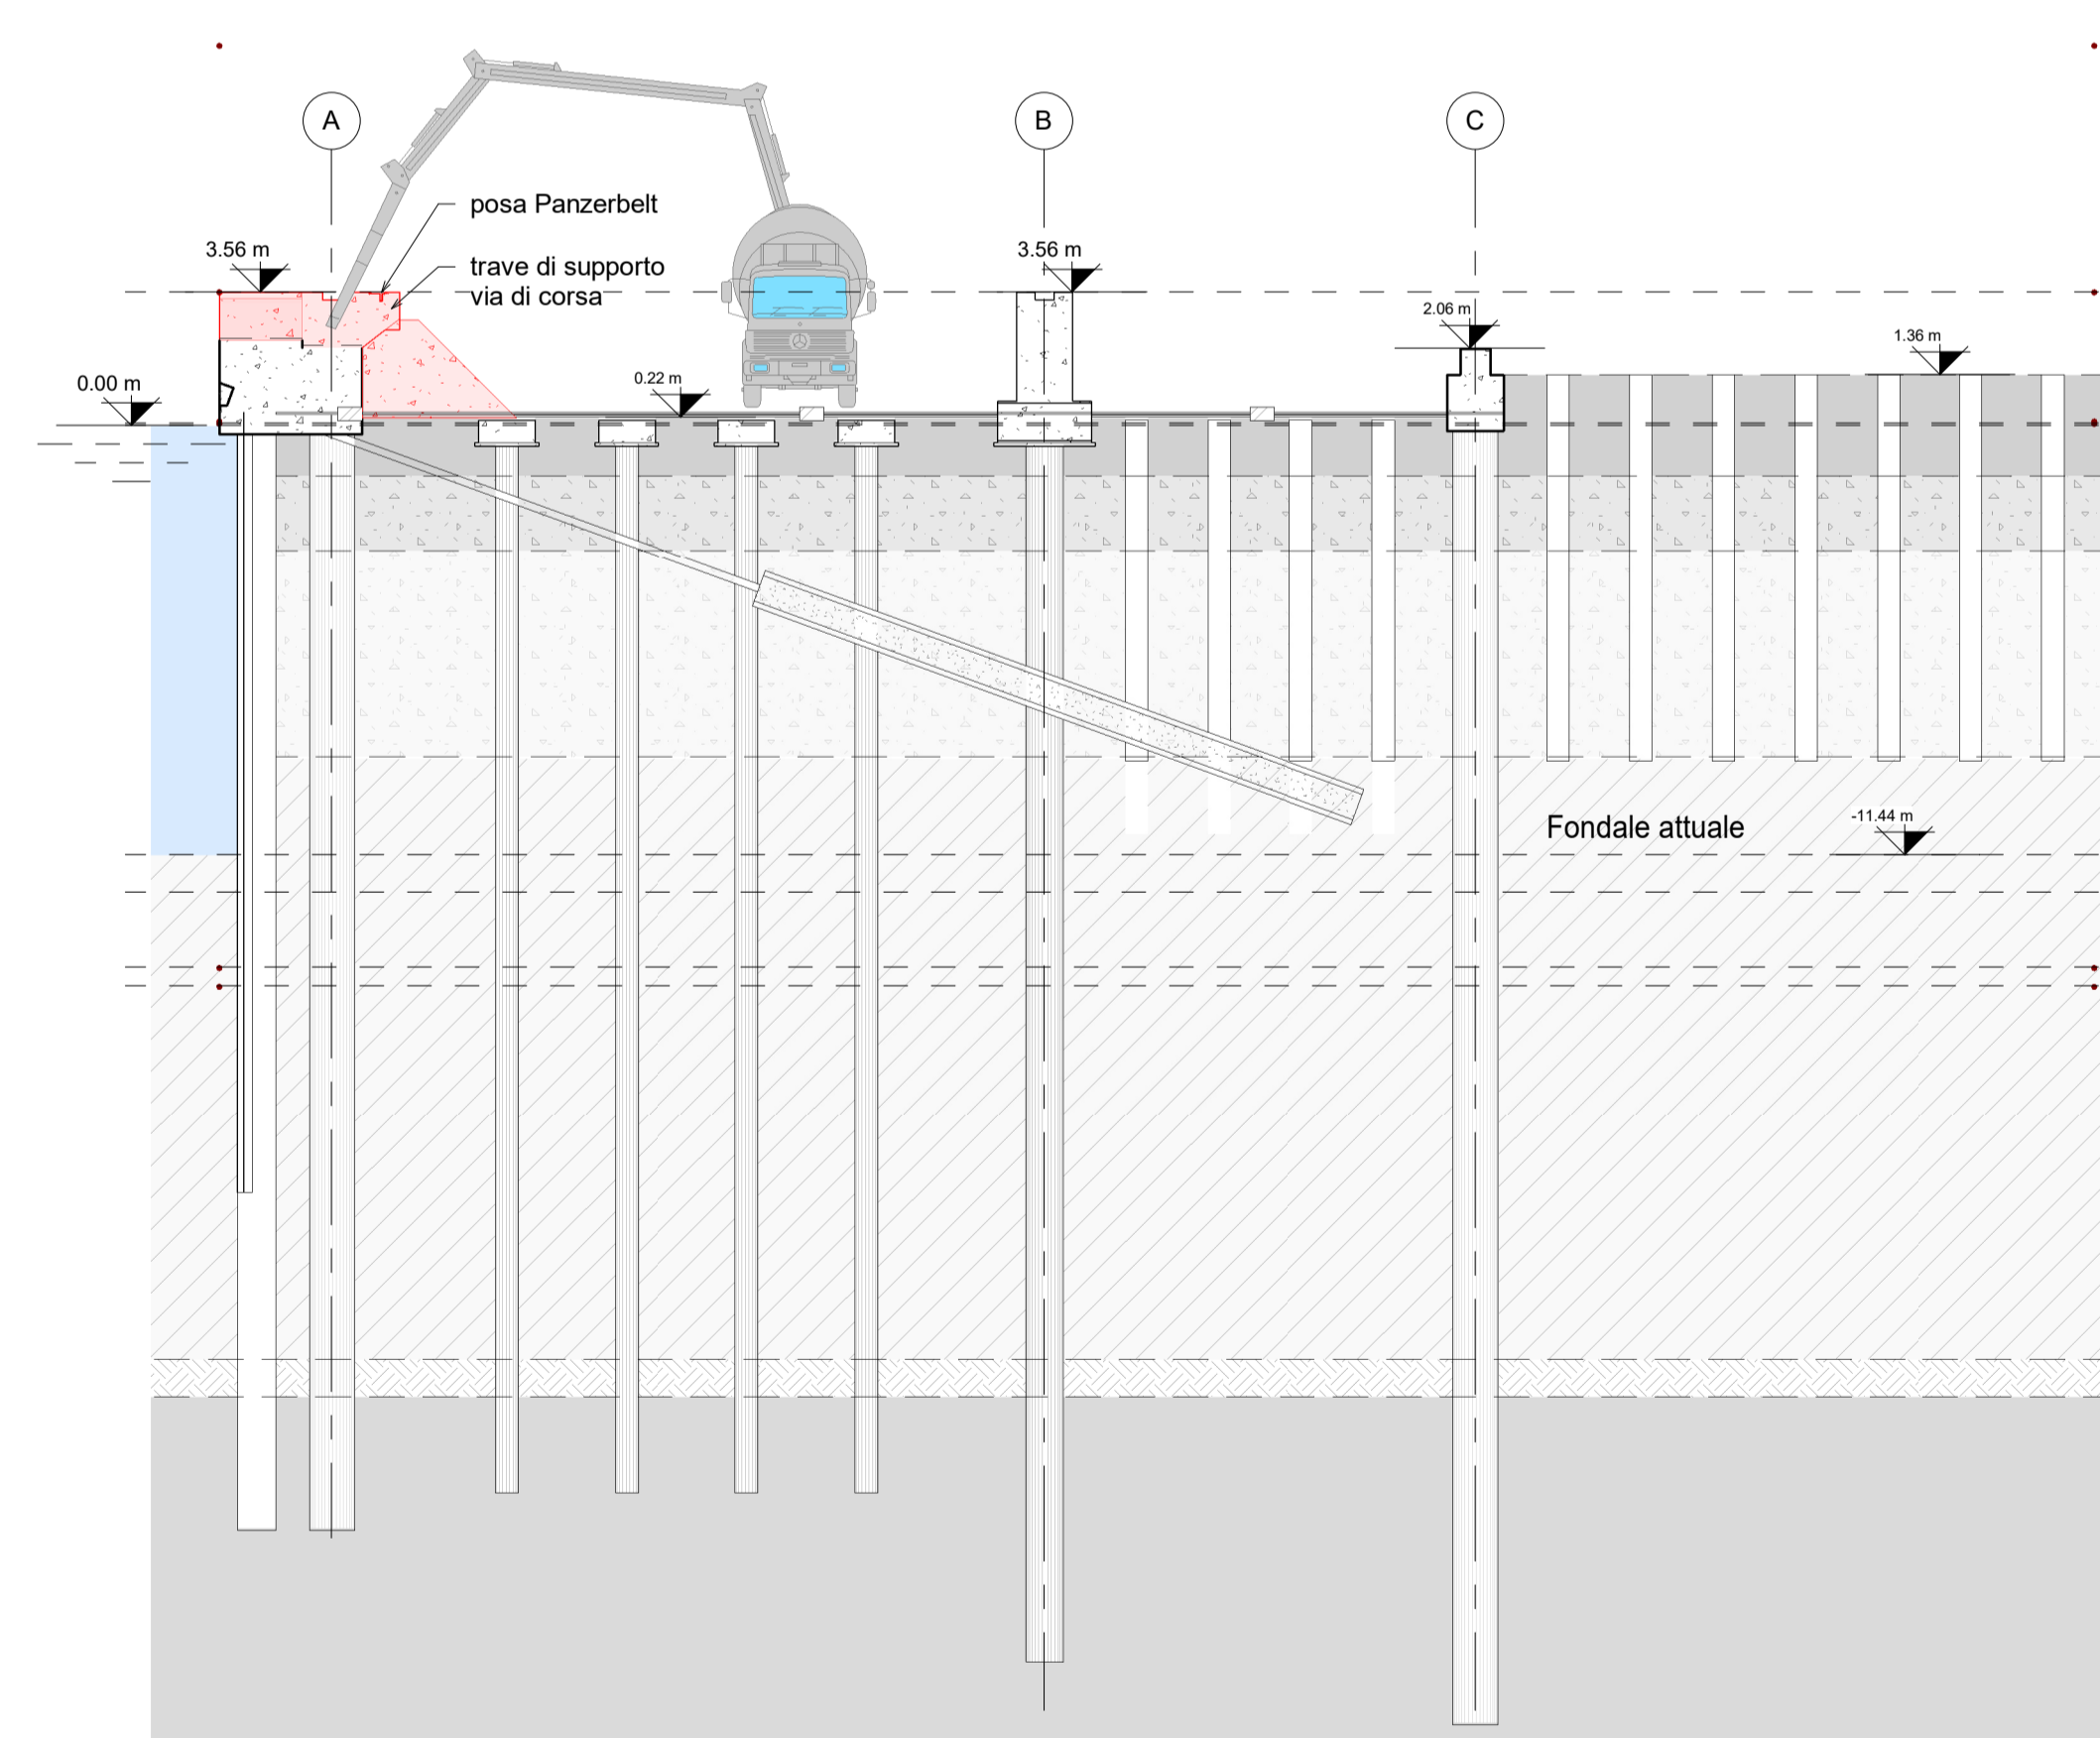 A
B
C
posa Panzerbelt
3.56 m
trave di supporto
via di corsa
3.56 m
2.06 m
1.36 m
0.00 m
0.22 m
Fondale attuale
-11.44 m